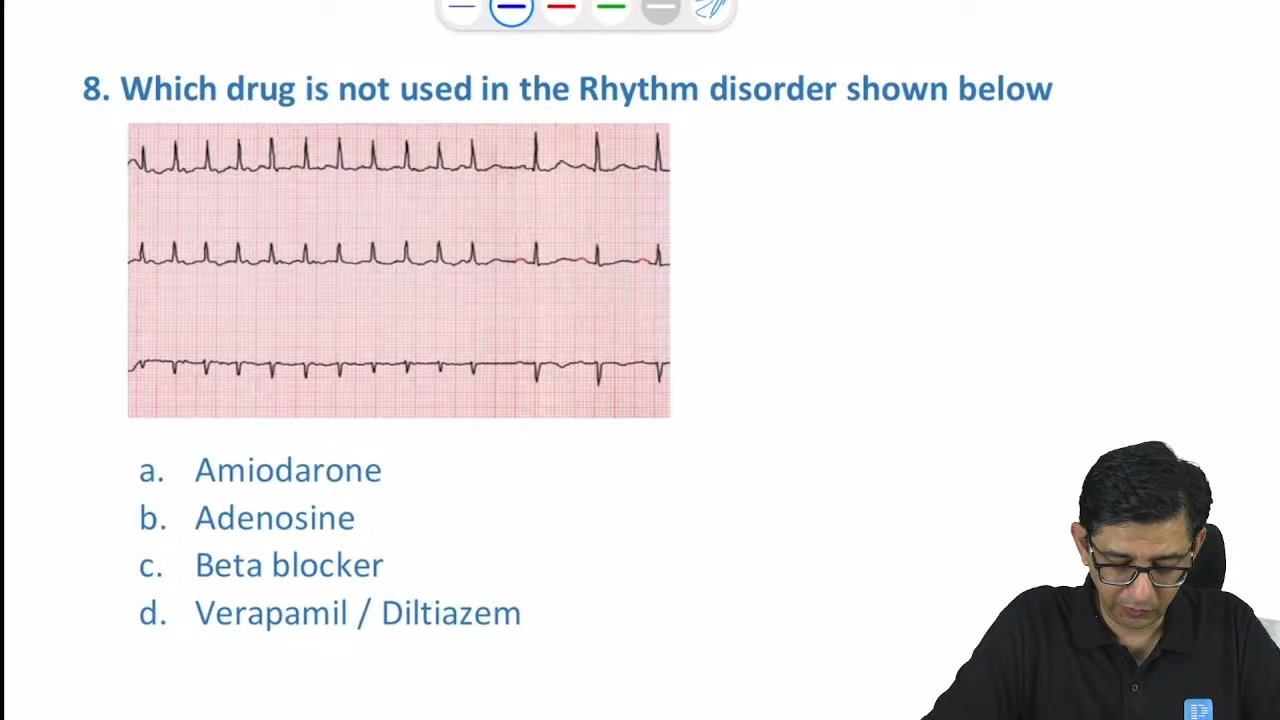 8. Which drug is not used in the Rhythm disorder shown below
a. Amiodarone
b. Adenosine
c. Beta blocker
d. Verapamil / Diltiazem